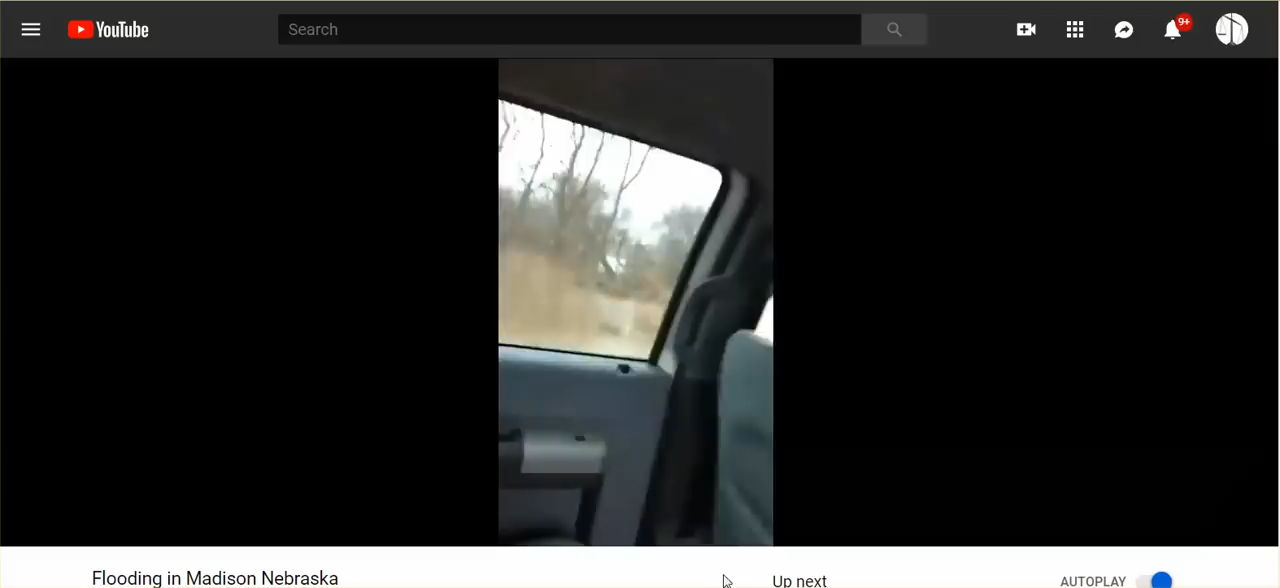 YouTube
Search
9+
Flooding in Madison Nebraska
Up next
AUTOPLAY